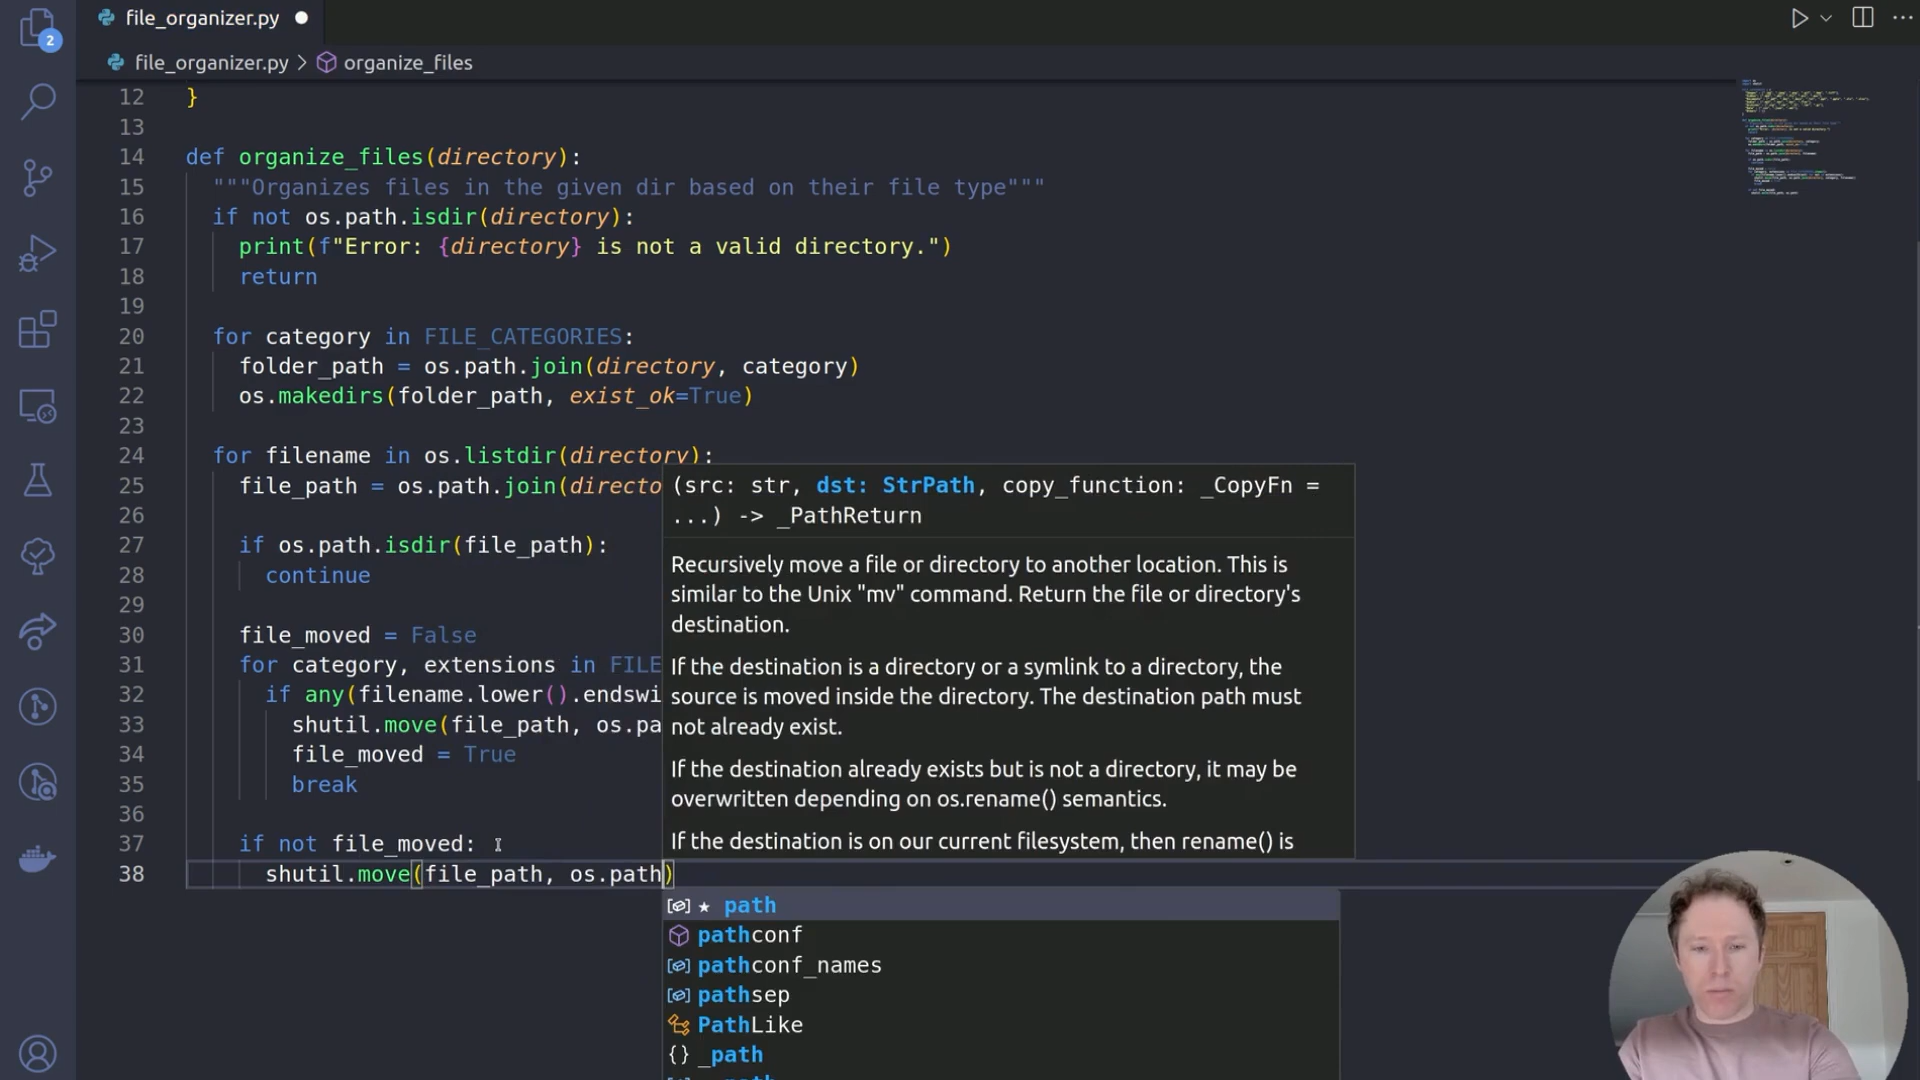 file_organizer.py
file_organizer.py > organize_files
2
12 }
13
14 def organize_files(directory):
15 """Organizes files in the given dir based on their file type"""
16 if not os.path.isdir(directory):
17 print(f"Error: {directory} is not a valid directory.")
18 return
19
20 for category in FILE_CATEGORIES:
21 folder_path = os.path.join(directory, category)
22 os.makedirs(folder_path, exist_ok=True)
23
24 for filename in os.listdir(directory):
25 file_path = os.path.join(directo
26
27 if os.path.isdir(file_path):
28 continue
29
30 file_moved = False
31 for category, extensions in FILE
32 if any(filename.lower().endswi
33 shutil.move(file_path, os.pa
34 file_moved = True
35 break
36
37 if not file_moved:
38 shutil.move(file_path, os.path)
(src: str, dst: StrPath, copy_function: _CopyFn =
...) -> _PathReturn
Recursively move a file or directory to another location. This is
similar to the Unix "mv" command. Return the file or directory's
destination.
If the destination is a directory or a symlink to a directory, the
source is moved inside the directory. The destination path must
not already exist.
If the destination already exists but is not a directory, it may be
overwritten depending on os.rename() semantics.
If the destination is on our current filesystem, then rename() is
path
pathconf
pathconf_names
pathsep
PathLike
{} _path